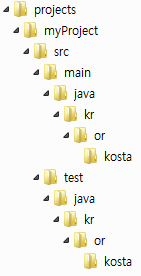 projects
myProject
src
main
java
kr
or
kosta
test
java
kr
or
kosta